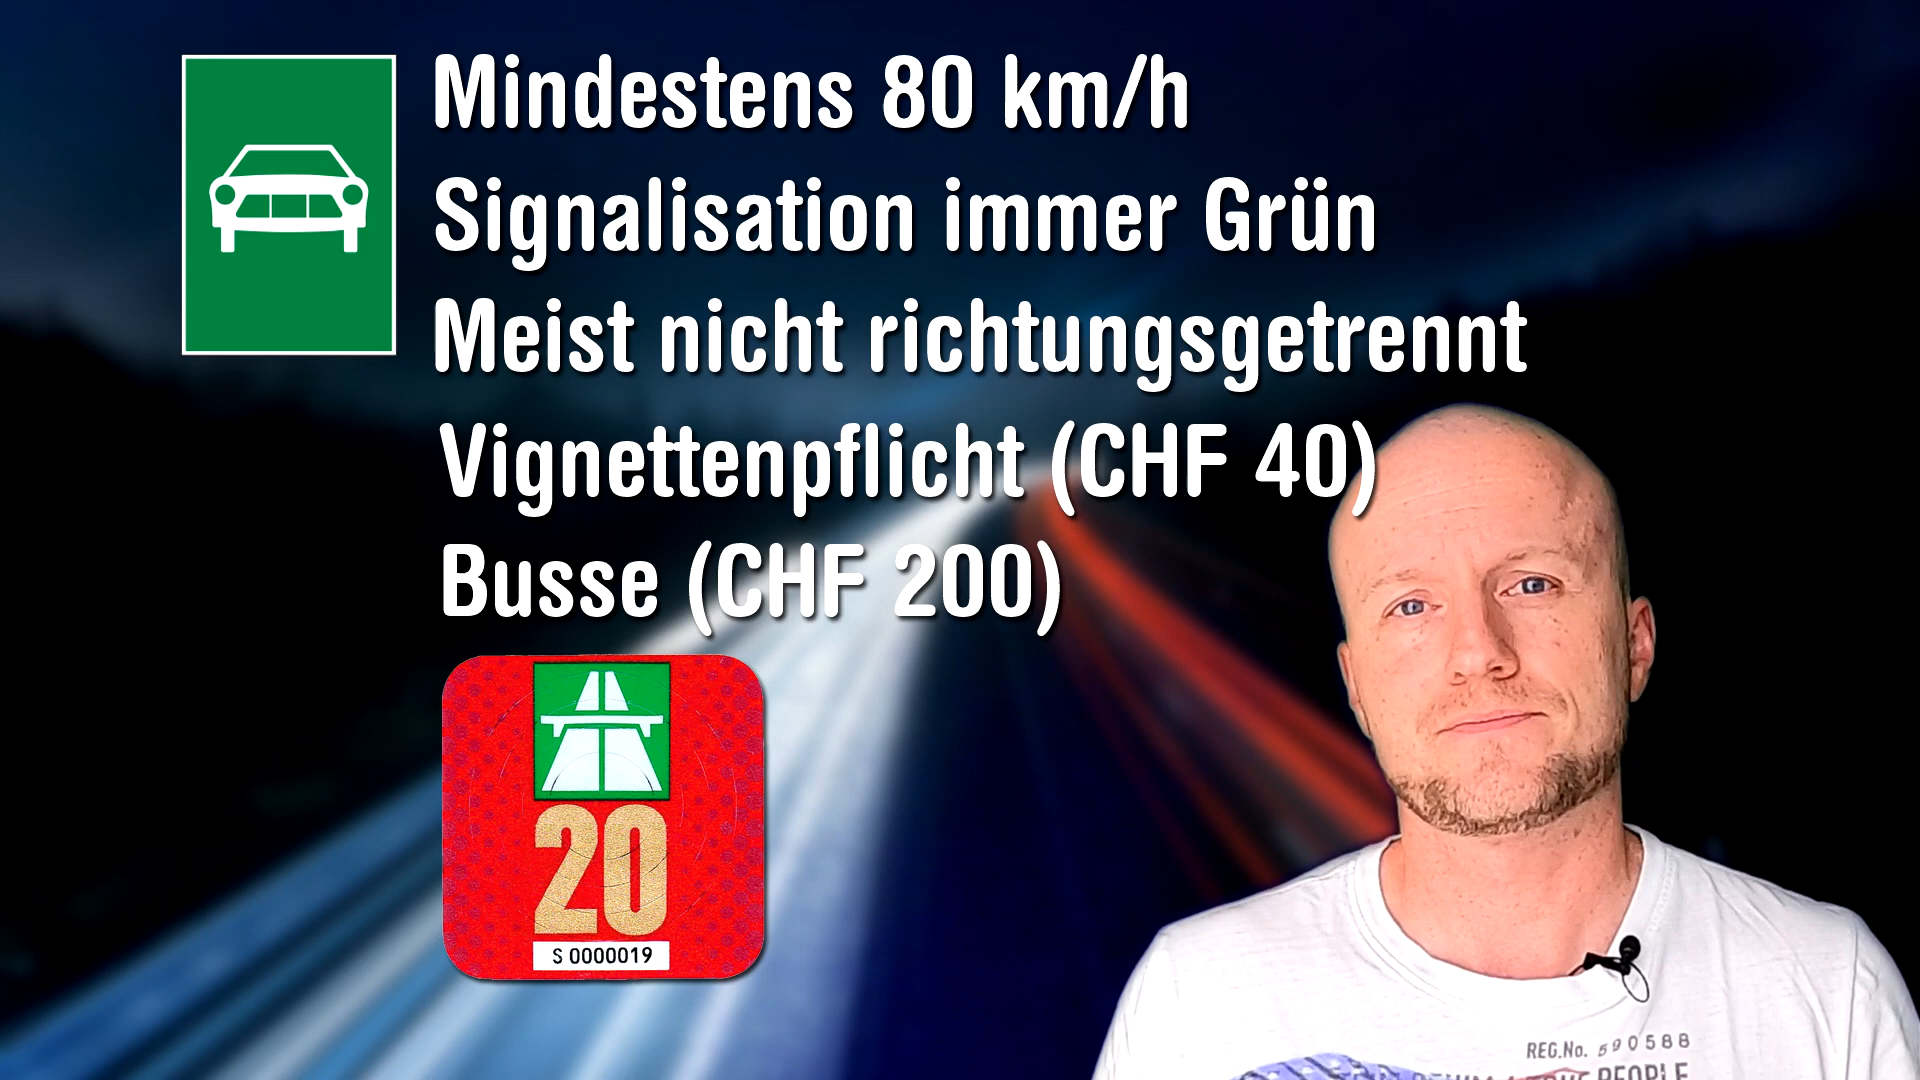 Mindestens 80 km/h
Signalisation immer Grün
Meist nicht richtungsgetrennt
Vignettenpflicht (CHF 40)
Busse (CHF 200)
20
S 0000019
REG.No. 590588
PEOPLE